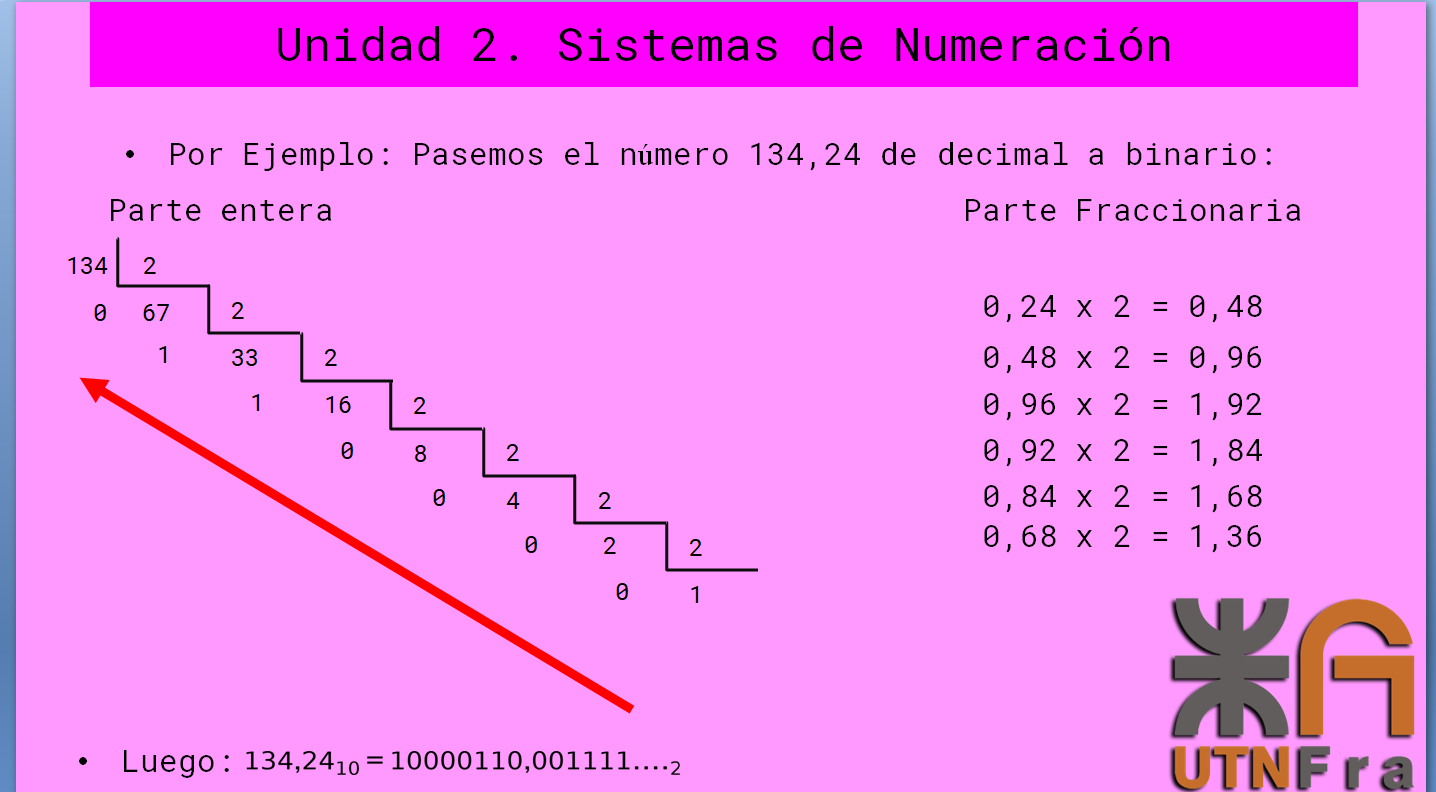 Unidad 2. Sistemas de Numeración
• Por Ejemplo: Pasemos el número 134,24 de decimal a binario:
Parte entera
134 2
0 67 2
1 33 2
1 16 2
0 8 2
0 4 2
0 2 2
0 1
Parte Fraccionaria
0,24 x 2 = 0,48
0,48 x 2 = 0,96
0,96 x 2 = 1,92
0,92 x 2 = 1,84
0,84 x 2 = 1,68
0,68 x 2 = 1,36
• Luego: 134,24₁₀ = 10000110,001111....₂
UTNFra